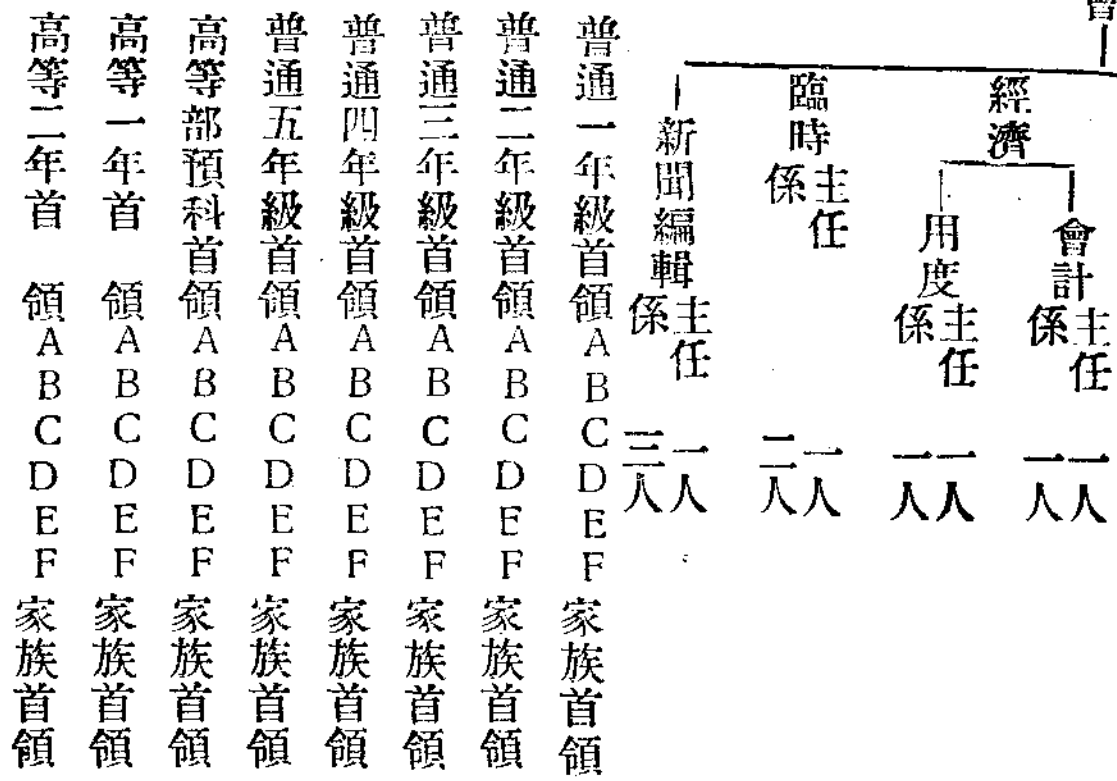 經濟
會計主任 一人
係 一人
用度主任 一人
係 一人
臨時主任 一人
係 二人
新聞編輯主任 一人
係 三人
普通一年級首領ABCDEF家族首領
普通二年級首領ABCDEF家族首領
普通三年級首領ABCDEF家族首領
普通四年級首領ABCDEF家族首領
普通五年級首領ABCDEF家族首領
高等部預科首領ABCDEF家族首領
高等一年首領ABCDEF家族首領
高等二年首領ABCDEF家族首領